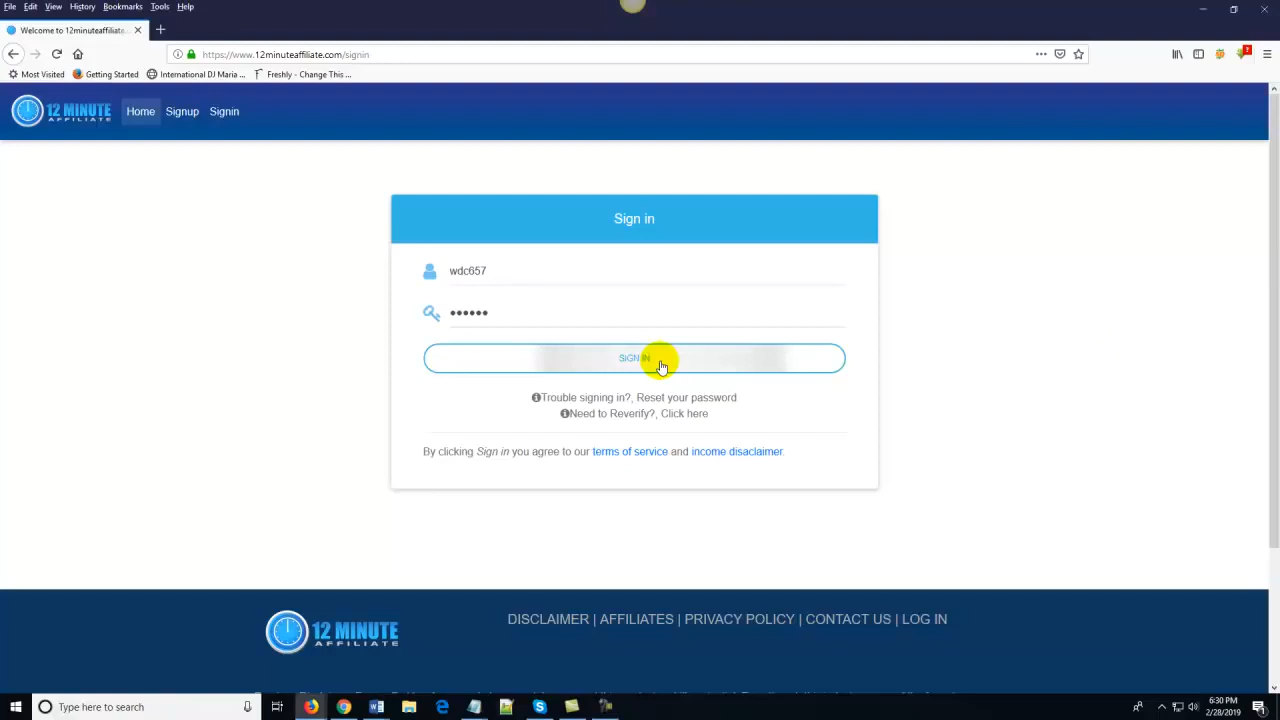 File Edit View History Bookmarks Tools Help
Welcome to 12minuteaffiliate.
https://www.12minuteaffiliate.com/signin
Most Visited Getting Started International DJ Maria ... Freshly - Change This ...
12 MINUTE AFFILIATE Home Signup Signin
Sign in
wdc657
••••••
SIGN IN
Trouble signing in?, Reset your password
Need to Reverify?, Click here
By clicking Sign in you agree to our terms of service and income disaclaimer.
12 MINUTE AFFILIATE
DISCLAIMER | AFFILIATES | PRIVACY POLICY | CONTACT US | LOG IN
Type here to search
6:30 PM
2/28/2019